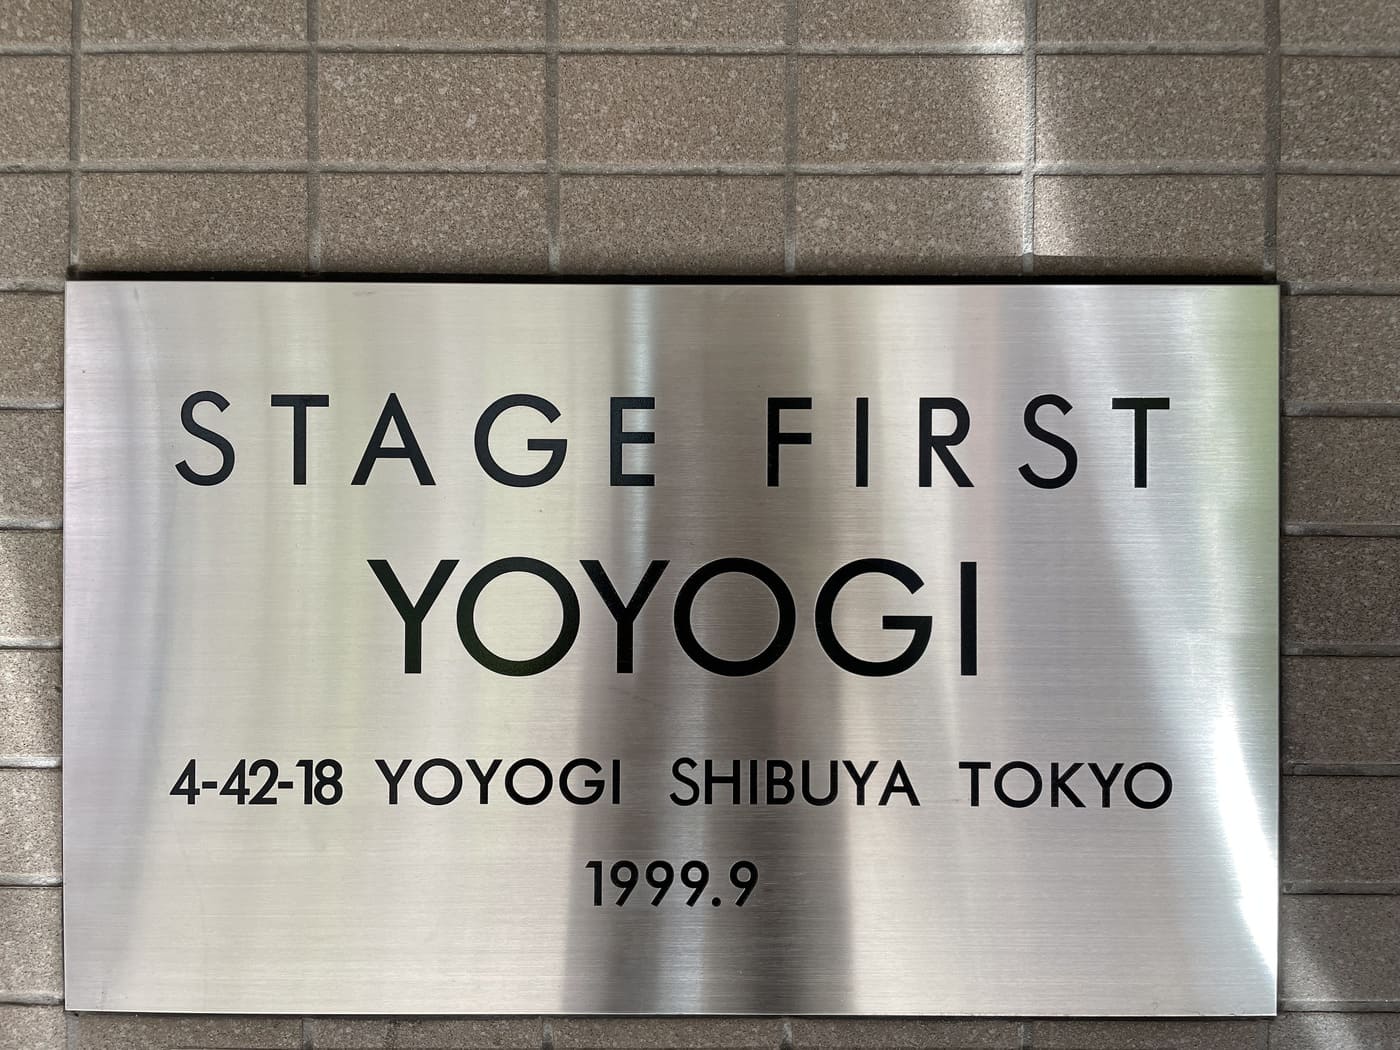 STAGE FIRST
YOYOGI
4-42-18 YOYOGI SHIBUYA TOKYO
1999.9